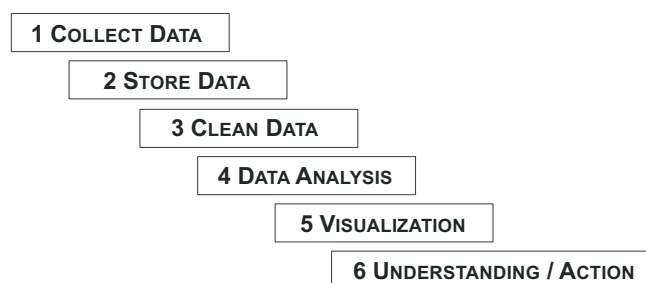 1 COLLECT DATA
2 STORE DATA
3 CLEAN DATA
4 DATA ANALYSIS
5 VISUALIZATION
6 UNDERSTANDING / ACTION